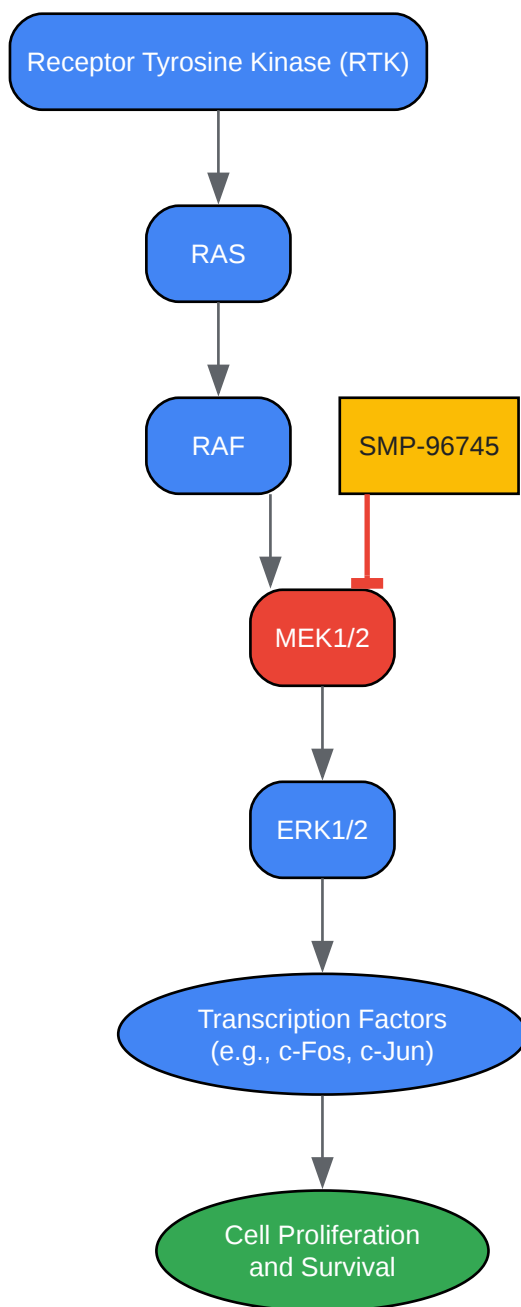 Receptor Tyrosine Kinase (RTK)
RAS
RAF
SMP-96745
MEK1/2
ERK1/2
Transcription Factors
(e.g., c-Fos, c-Jun)
Cell Proliferation
and Survival